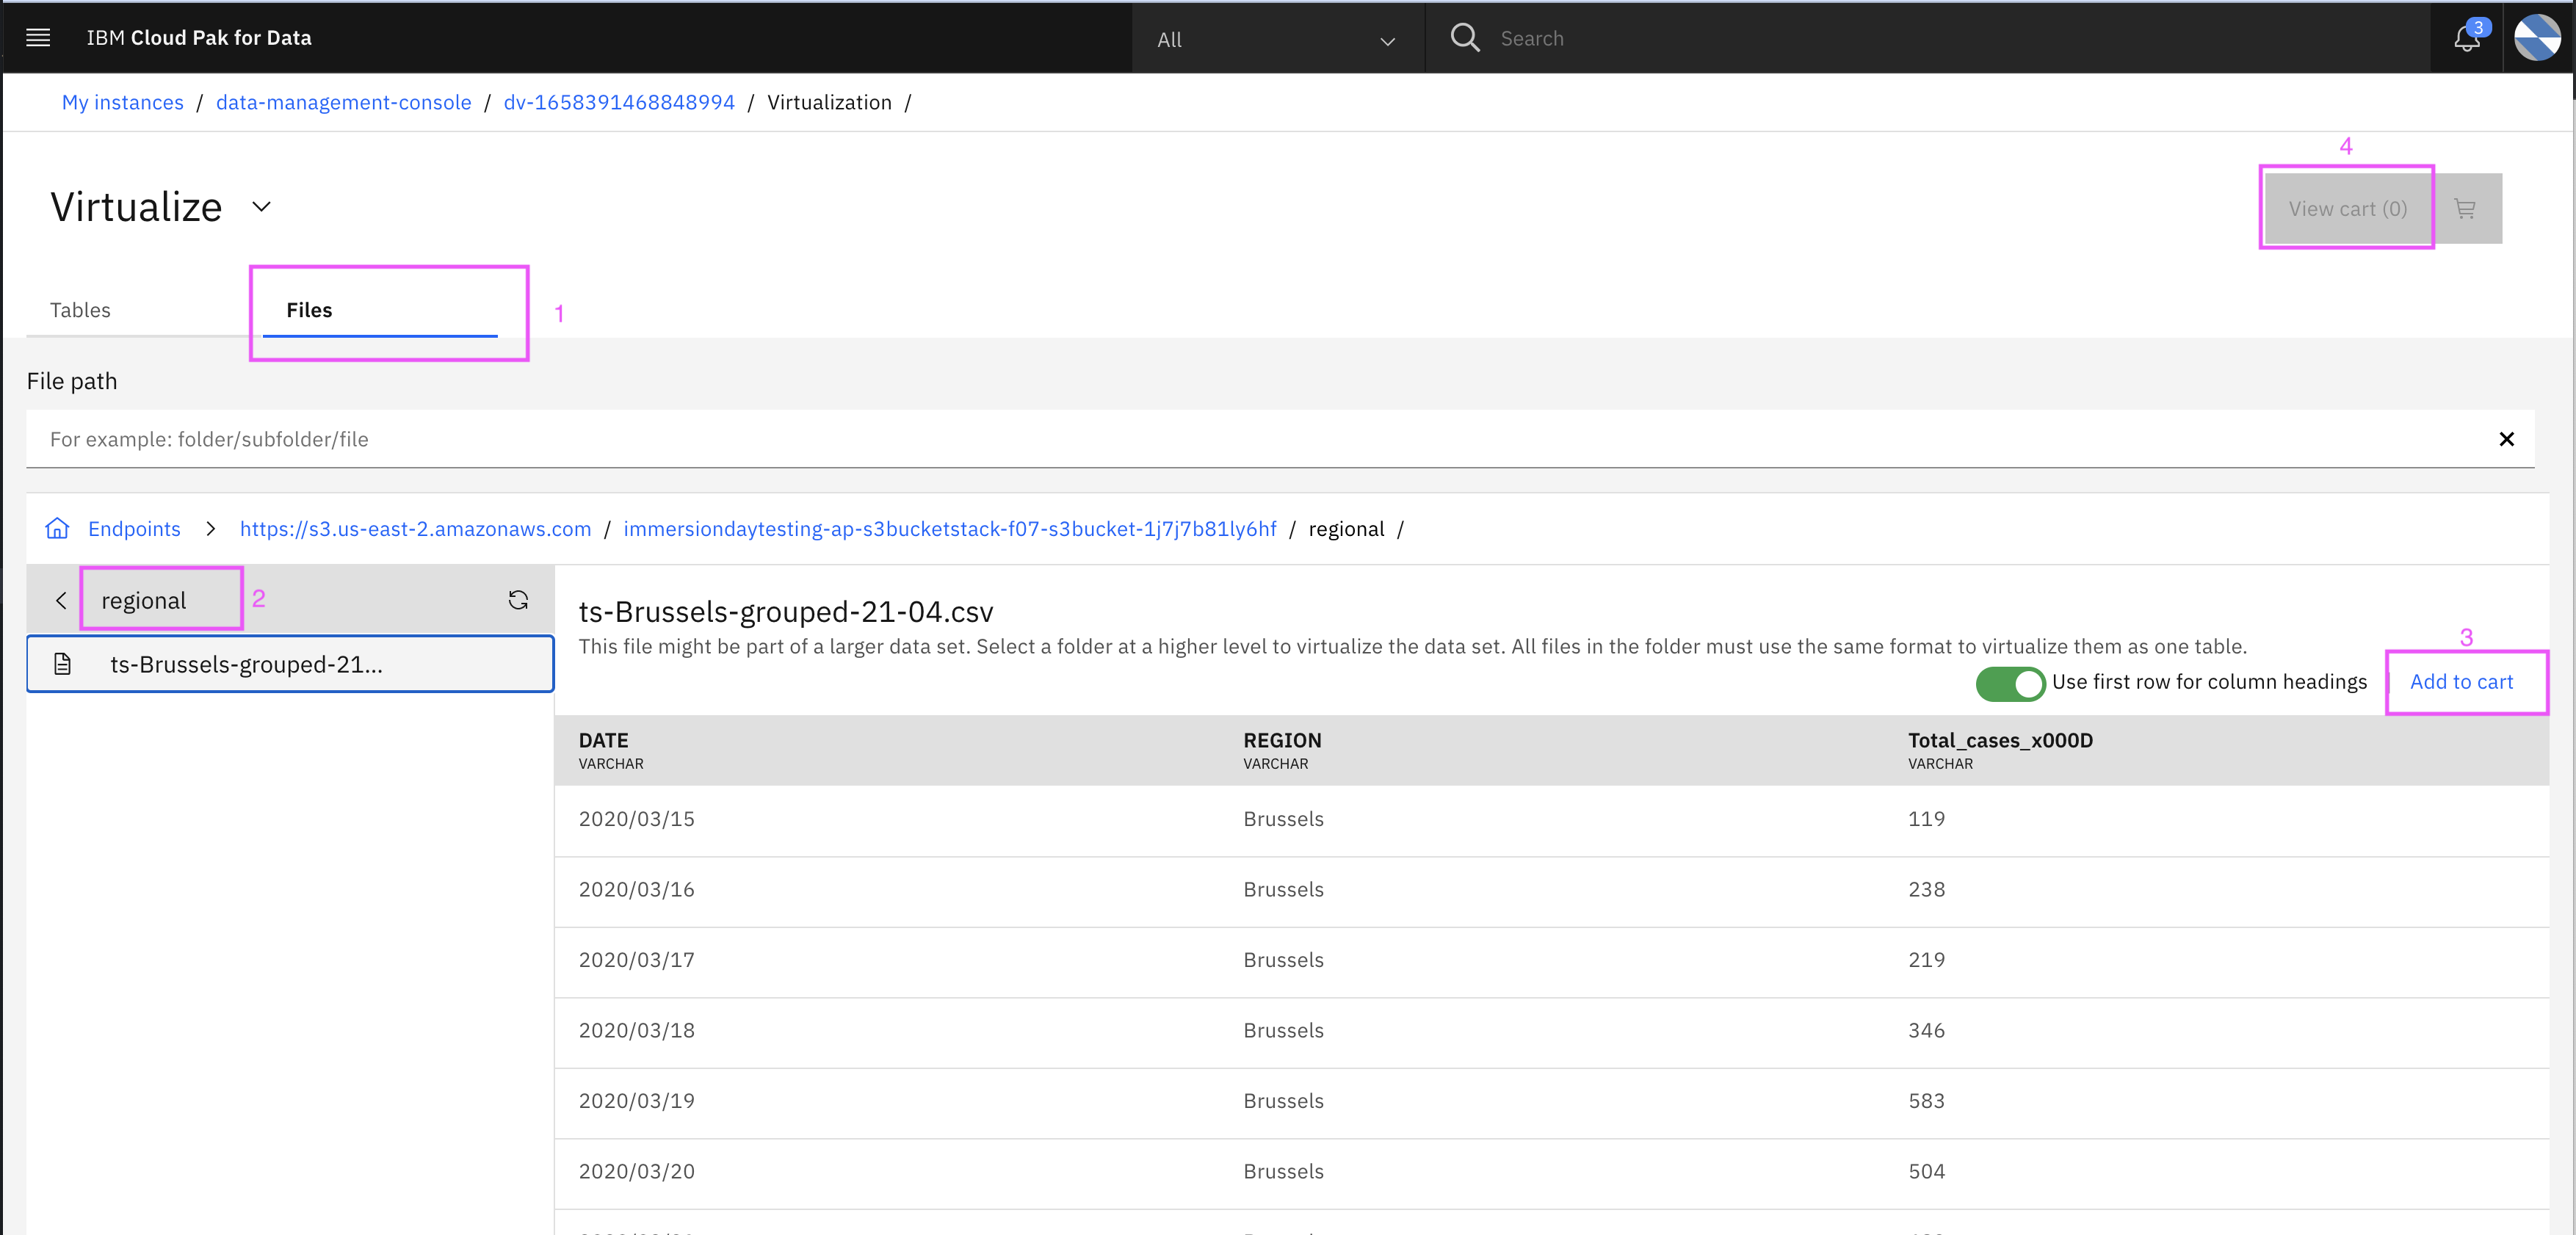 IBM Cloud Pak for Data
All
Search
3
My instances / data-management-console / dv-1658391468848994 / Virtualization /
4
Virtualize
View cart (0)
Tables
Files
1
File path
For example: folder/subfolder/file
Endpoints > https://s3.us-east-2.amazonaws.com / immersiondaytesting-ap-s3bucketstack-f07-s3bucket-1j7j7b81ly6hf / regional /
regional
2
ts-Brussels-grouped-21...
ts-Brussels-grouped-21-04.csv
This file might be part of a larger data set. Select a folder at a higher level to virtualize the data set. All files in the folder must use the same format to virtualize them as one table.
3
Use first row for column headings
Add to cart
DATE REGION Total_cases_x000D
VARCHAR VARCHAR VARCHAR
2020/03/15 Brussels 119
2020/03/16 Brussels 238
2020/03/17 Brussels 219
2020/03/18 Brussels 346
2020/03/19 Brussels 583
2020/03/20 Brussels 504